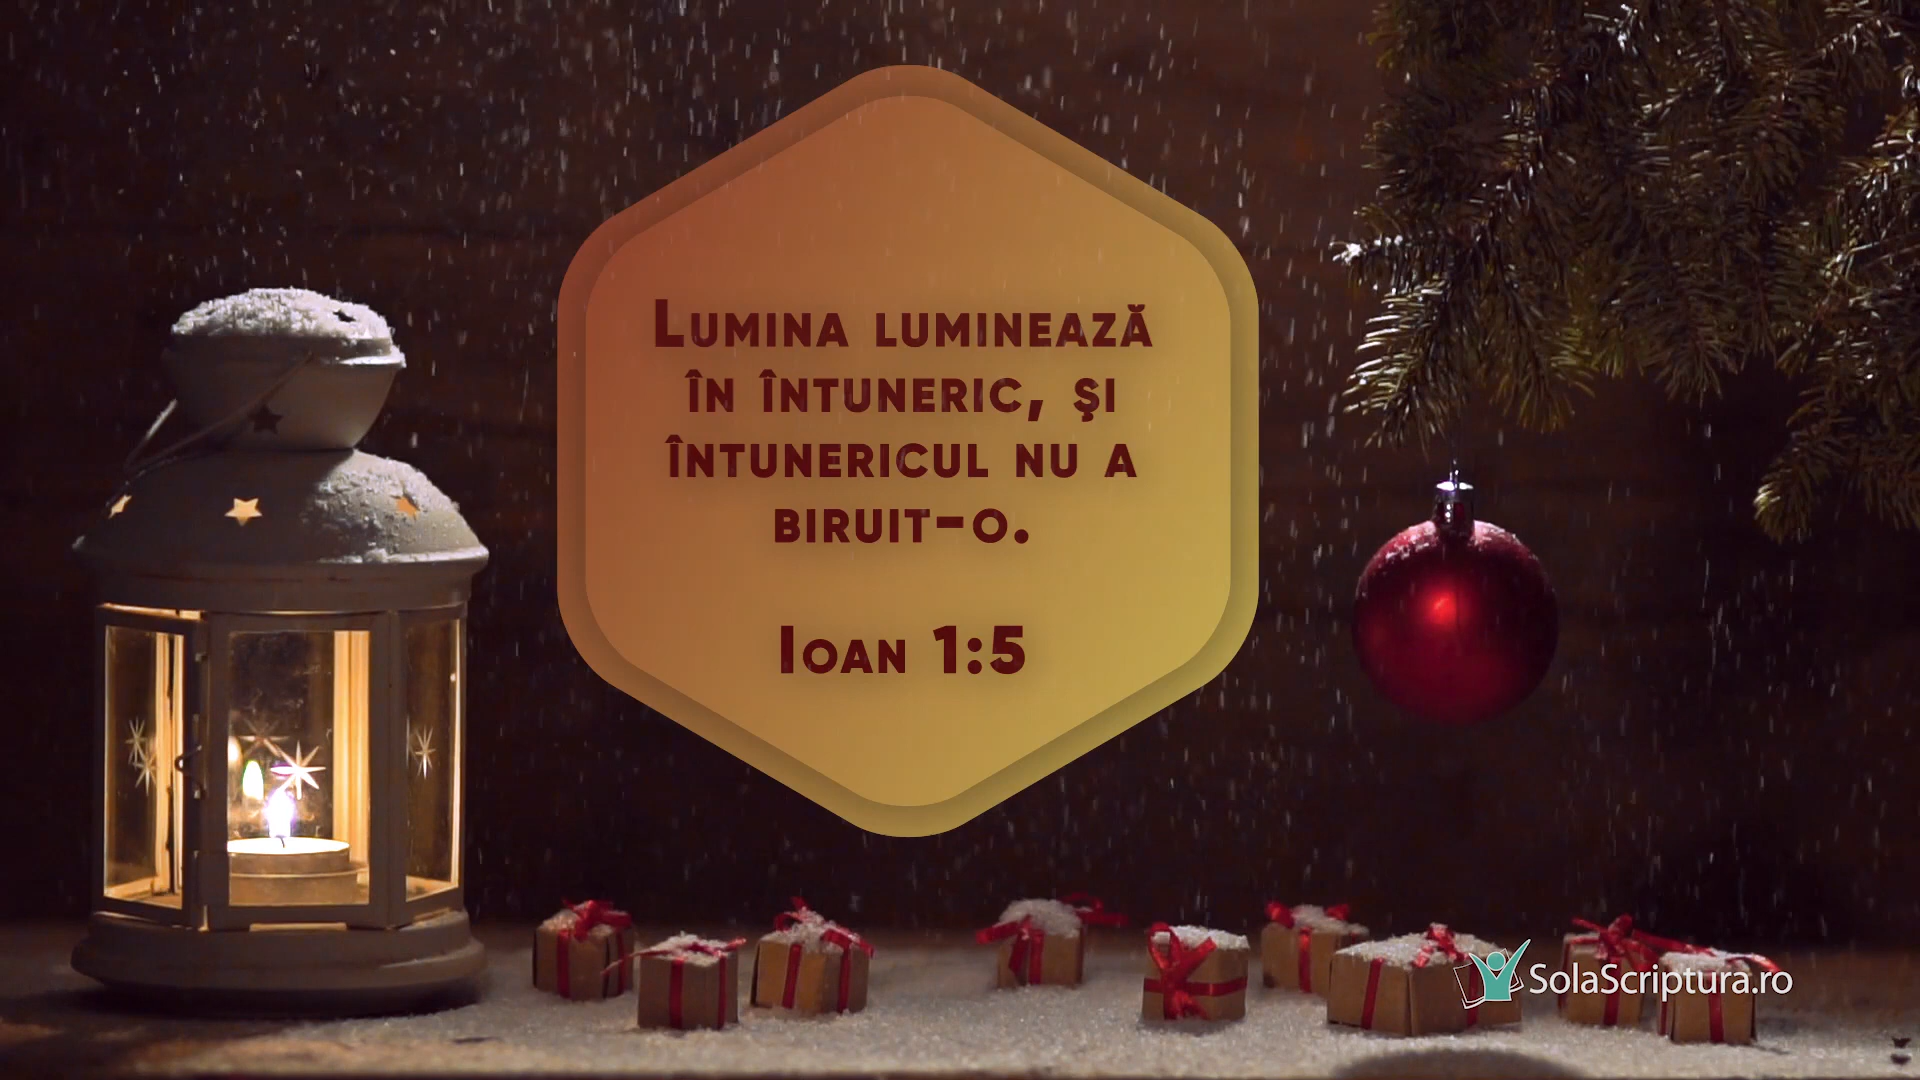 Lumina luminează
în întuneric, şi
întunericul nu a
biruit-o.
Ioan 1:5
SolaScriptura.ro